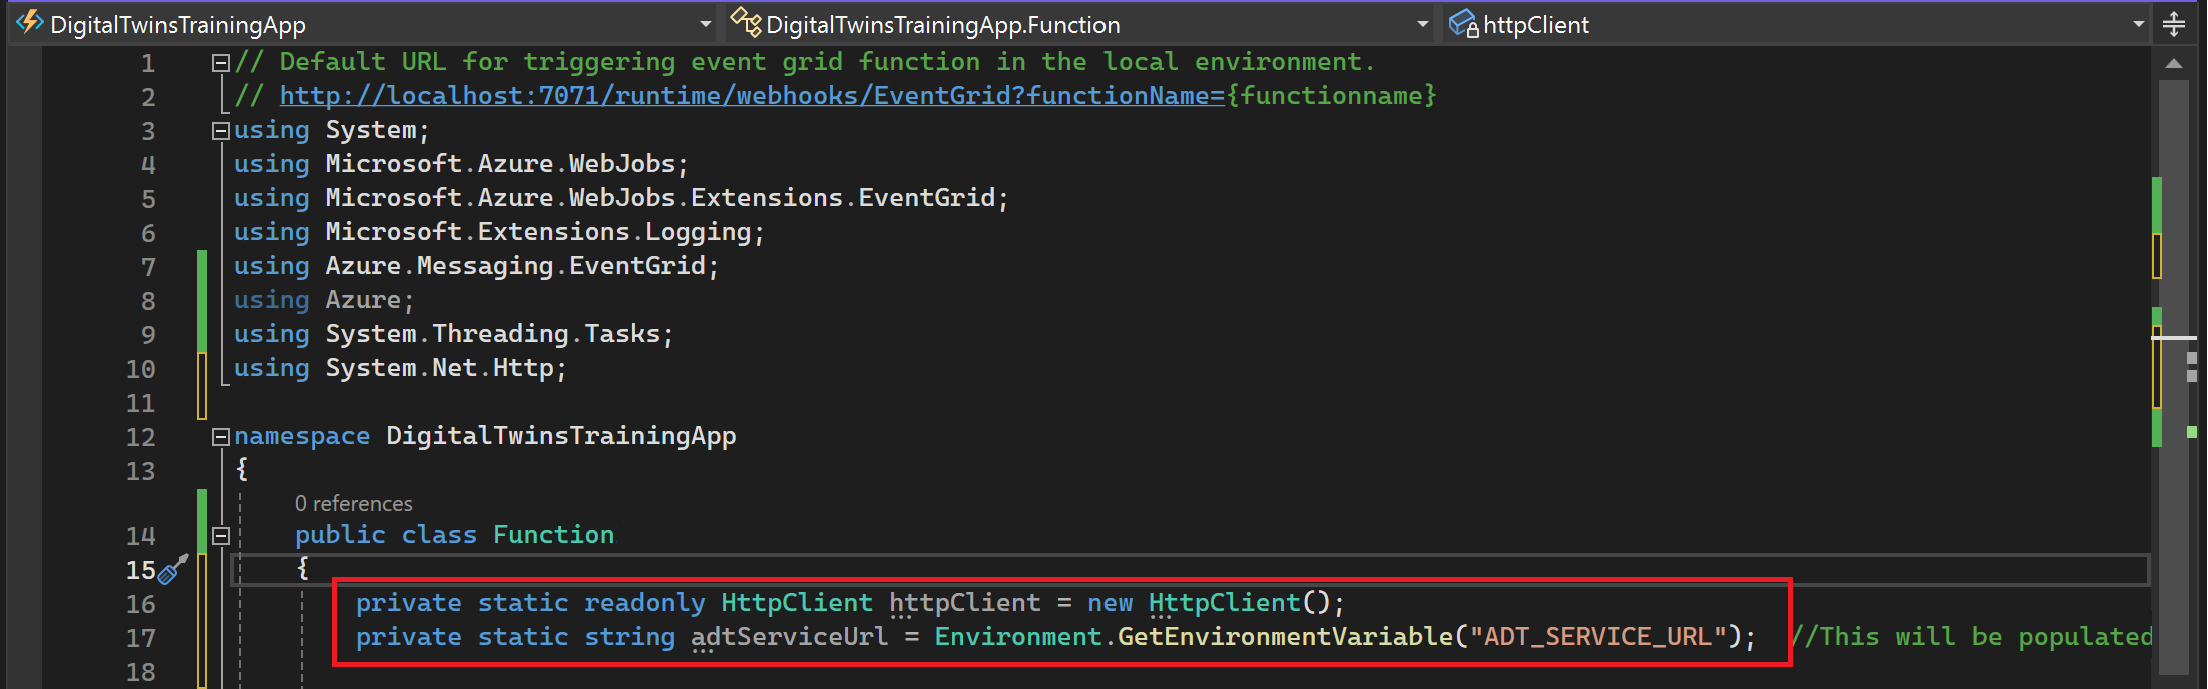 DigitalTwinsTrainingApp DigitalTwinsTrainingApp.Function httpClient
1 // Default URL for triggering event grid function in the local environment.
2 // http://localhost:7071/runtime/webhooks/EventGrid?functionName={functionname}
3 using System;
4 using Microsoft.Azure.WebJobs;
5 using Microsoft.Azure.WebJobs.Extensions.EventGrid;
6 using Microsoft.Extensions.Logging;
7 using Azure.Messaging.EventGrid;
8 using Azure;
9 using System.Threading.Tasks;
10 using System.Net.Http;
11
12 namespace DigitalTwinsTrainingApp
13 {
0 references
14 public class Function
15 {
16 private static readonly HttpClient httpClient = new HttpClient();
17 private static string adtServiceUrl = Environment.GetEnvironmentVariable("ADT_SERVICE_URL"); //This will be populated
18